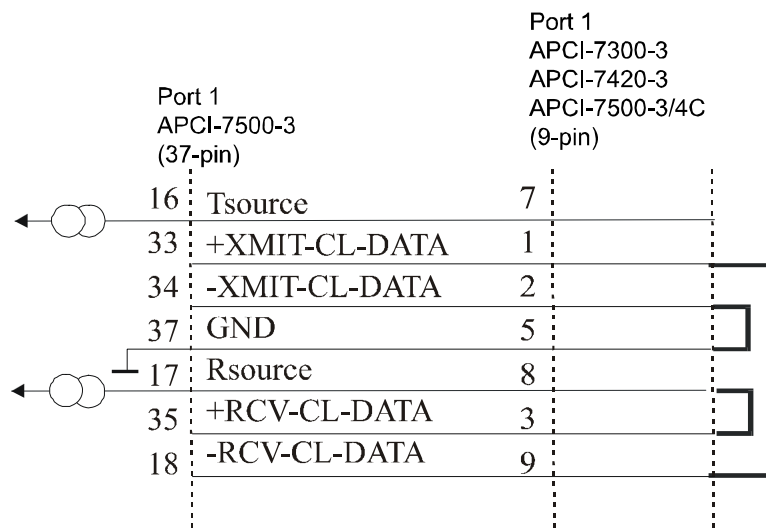 Port 1
APCI-7300-3
APCI-7420-3
APCI-7500-3/4C
(9-pin)
Port 1
APCI-7500-3
(37-pin)
16 Tsource 7
33 +XMIT-CL-DATA 1
34 -XMIT-CL-DATA 2
37 GND 5
17 Rsource 8
35 +RCV-CL-DATA 3
18 -RCV-CL-DATA 9